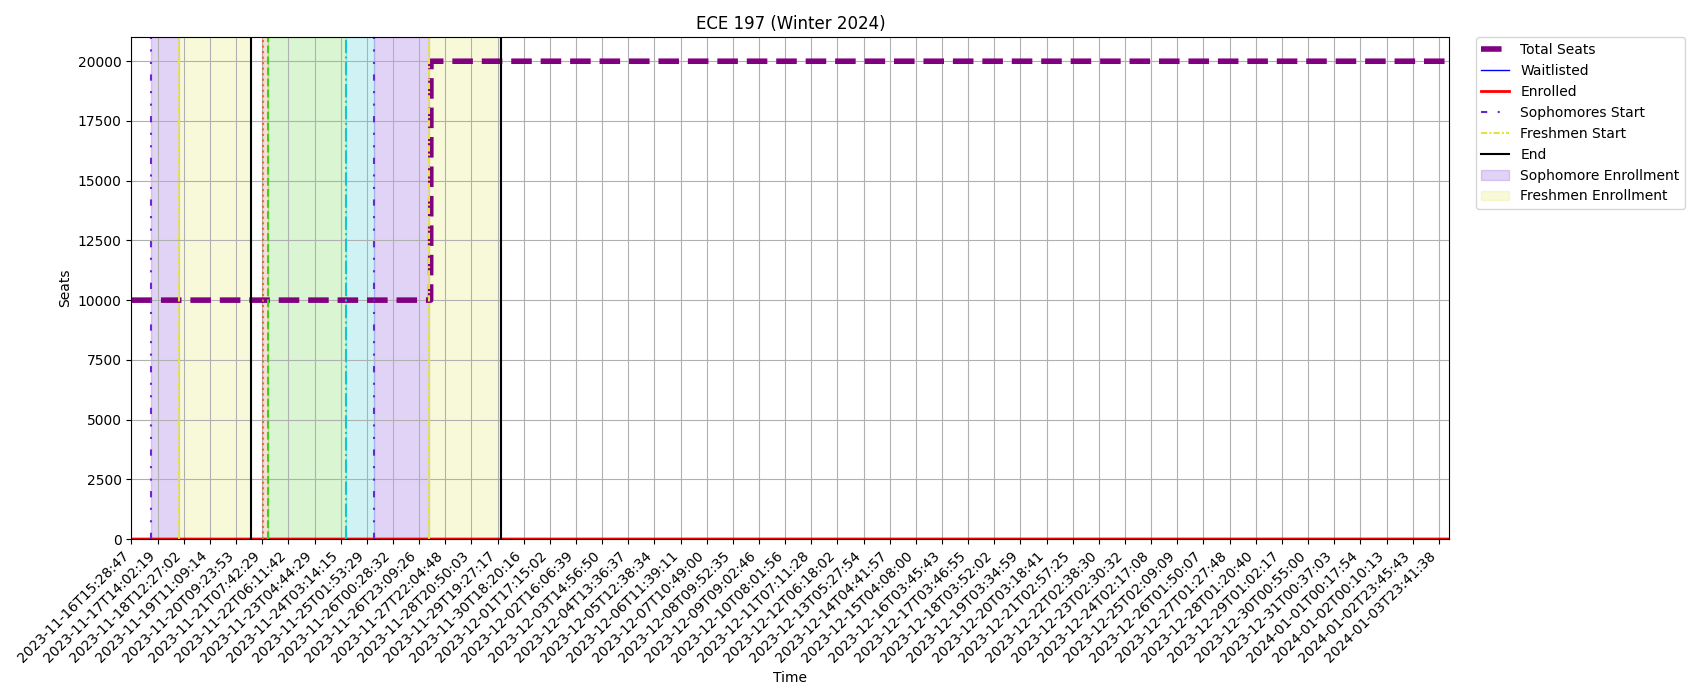 ECE 197 (Winter 2024)
Total Seats
Waitlisted
Enrolled
Sophomores Start
Freshmen Start
End
Sophomore Enrollment
Freshmen Enrollment
Seats
20000
17500
15000
12500
10000
7500
5000
2500
0
2023-11-16T15:28:47
2023-11-17T14:02:19
2023-11-18T12:27:02
2023-11-19T11:09:14
2023-11-20T09:23:53
2023-11-21T07:42:29
2023-11-22T06:11:42
2023-11-23T04:44:29
2023-11-24T03:14:15
2023-11-25T01:53:29
2023-11-26T00:28:32
2023-11-26T23:09:26
2023-11-27T22:04:48
2023-11-28T20:50:03
2023-11-29T19:27:17
2023-11-30T18:20:16
2023-12-01T17:15:02
2023-12-02T16:06:39
2023-12-03T14:56:50
2023-12-04T13:36:37
2023-12-05T12:38:34
2023-12-06T11:39:11
2023-12-07T10:49:00
2023-12-08T09:52:35
2023-12-09T09:02:46
2023-12-10T08:01:56
2023-12-11T07:11:28
2023-12-12T06:18:02
2023-12-13T05:27:54
2023-12-14T04:41:57
2023-12-15T04:08:00
2023-12-16T03:45:43
2023-12-17T03:46:55
2023-12-18T03:52:02
2023-12-19T03:34:59
2023-12-20T03:18:41
2023-12-21T02:57:25
2023-12-22T02:38:30
2023-12-23T02:30:32
2023-12-24T02:17:08
2023-12-25T02:09:09
2023-12-26T01:50:07
2023-12-27T01:27:48
2023-12-28T01:20:40
2023-12-29T01:02:17
2023-12-30T00:55:00
2023-12-31T00:37:03
2024-01-01T00:17:54
2024-01-02T00:10:13
2024-01-02T23:45:43
2024-01-03T23:41:38
Time